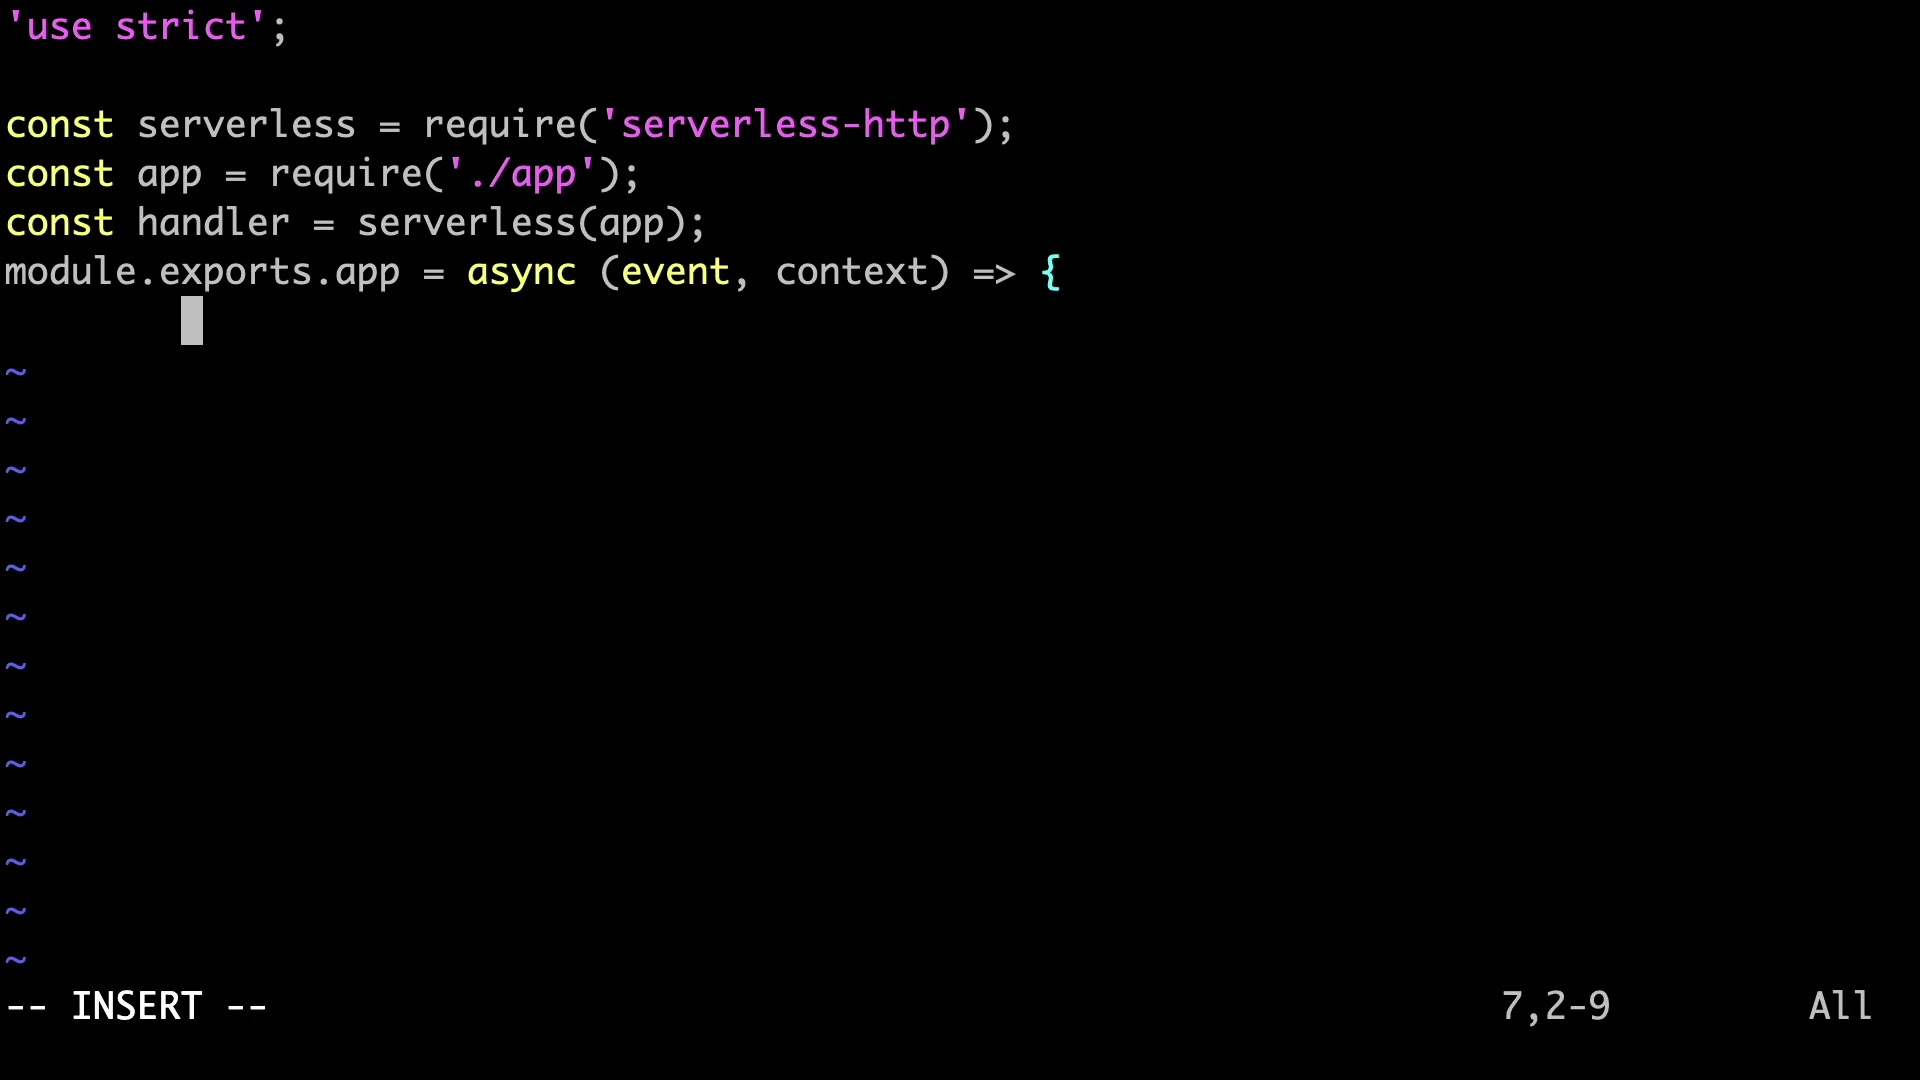 'use strict';
const serverless = require('serverless-http');
const app = require('./app');
const handler = serverless(app);
module.exports.app = async (event, context) => {
~
~
~
~
~
~
~
~
~
~
~
~
~
-- INSERT -- 7,2-9 All